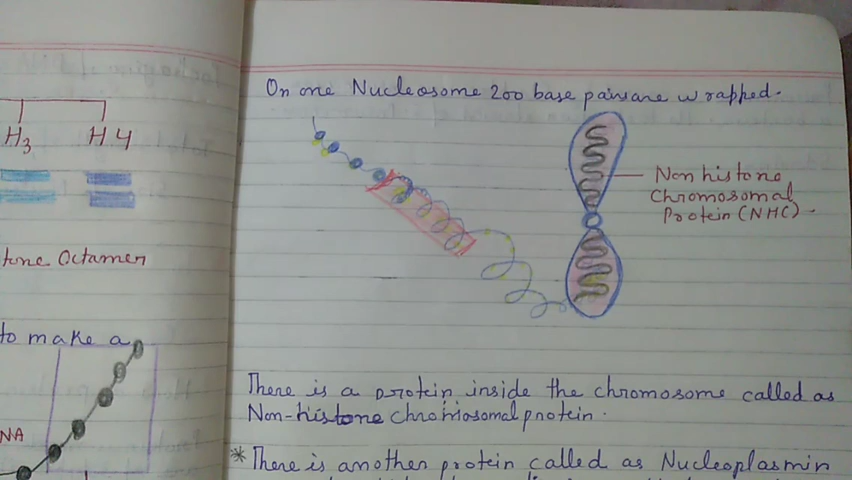 H3 H4
tone Octamer
to make a
NA
On one Nucleosome 200 base pairs are wrapped.
Non histone
Chromosomal
Protein (NHC).
There is a protein inside the chromosome called as
Non-histone chromosomal protein.
* There is another protein called as Nucleoplasmin